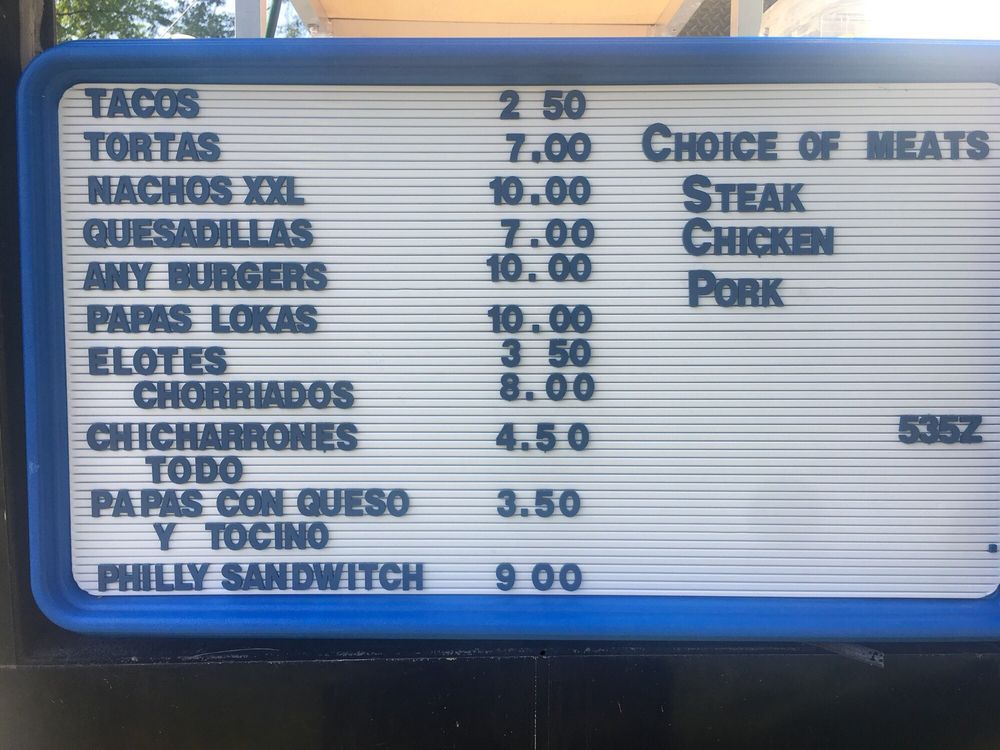 TACOS 2 50
TORTAS 7.00
NACHOS XXL 10.00
QUESADILLAS 7.00
ANY BURGERS 10.00
PAPAS LOKAS 10.00
ELOTES 3 50
CHORRIADOS 8.00
CHICHARRONES 4.50
TODO
PAPAS CON QUESO 3.50
Y TOCINO
PHILLY SANDWITCH 9 00
CHOICE OF MEATS
STEAK
CHICKEN
PORK
535Z
.